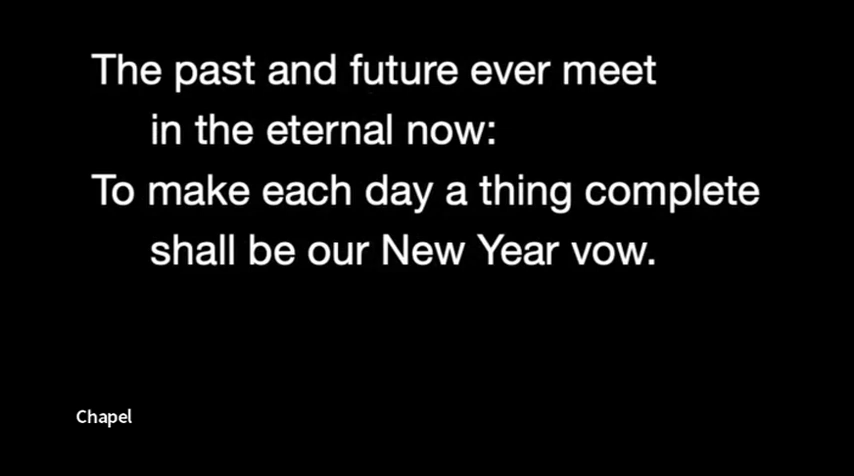 The past and future ever meet
in the eternal now:
To make each day a thing complete
shall be our New Year vow.
Chapel